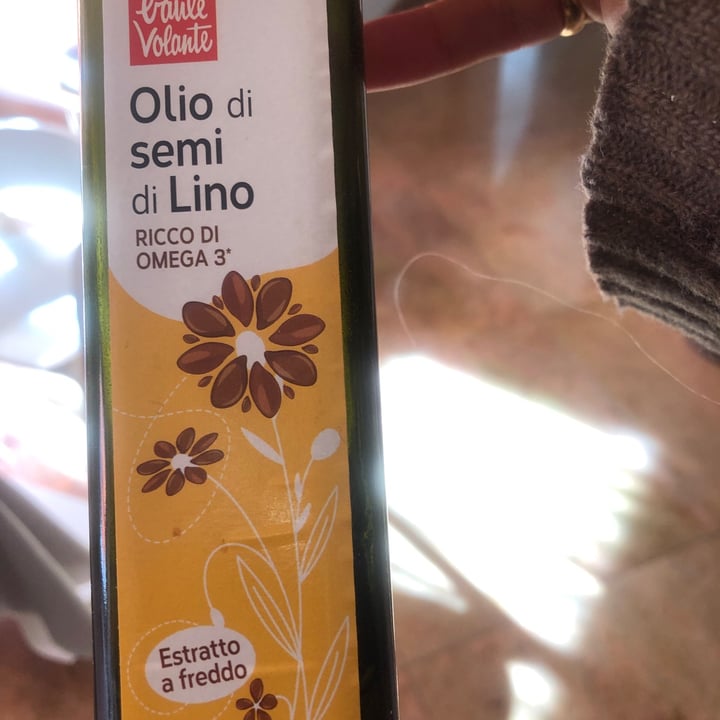 baule
Volante
Olio di
semi
di Lino
RICCO DI
OMEGA 3*
Estratto
a freddo